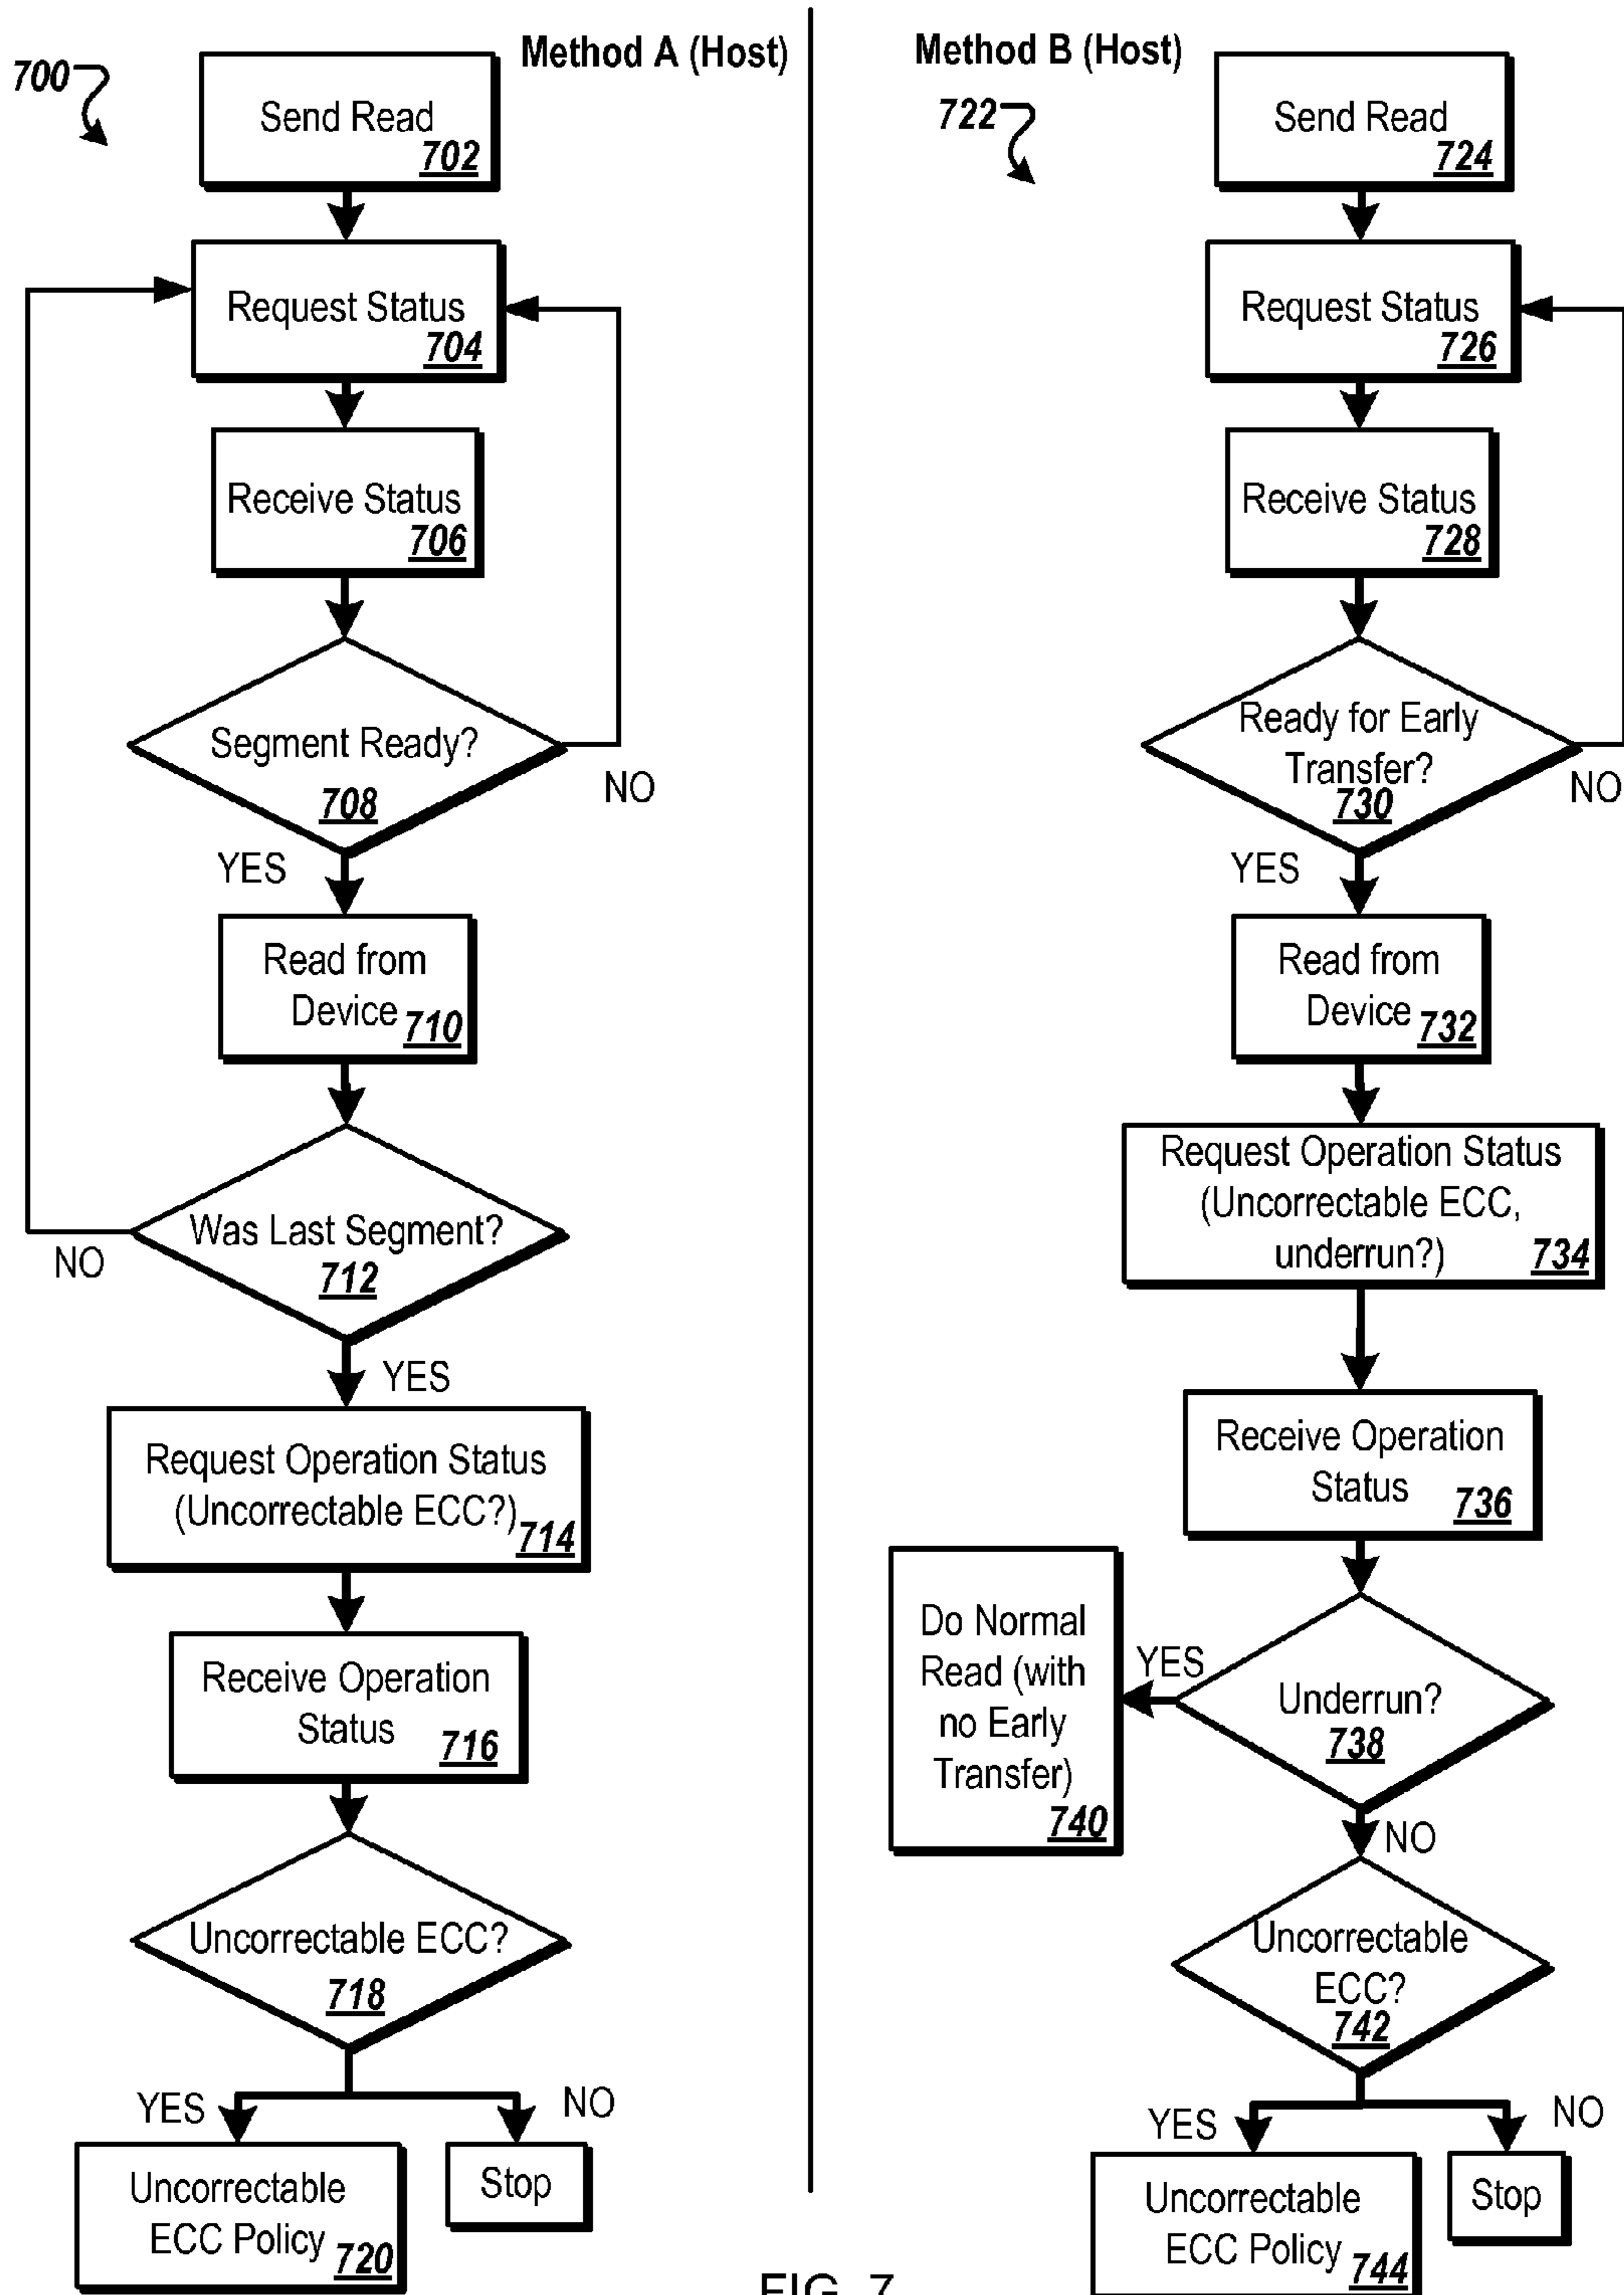 Method A (Host)
700
Send Read
702
Request Status
704
Receive Status
706
Segment Ready?
708
NO
YES
Read from
Device 710
Was Last Segment?
712
NO
YES
Request Operation Status
(Uncorrectable ECC?)
714
Receive Operation
Status
716
Uncorrectable ECC?
718
YES
NO
Uncorrectable
ECC Policy 720
Stop
Method B (Host)
722
Send Read
724
Request Status
726
Receive Status
728
Ready for Early
Transfer?
730
NO
YES
Read from
Device 732
Request Operation Status
(Uncorrectable ECC,
underrun?) 734
Receive Operation
Status 736
Underrun?
738
YES
Do Normal
Read (with
no Early
Transfer)
740
NO
Uncorrectable
ECC?
742
YES
NO
Uncorrectable
ECC Policy 744
Stop
FIG. 7